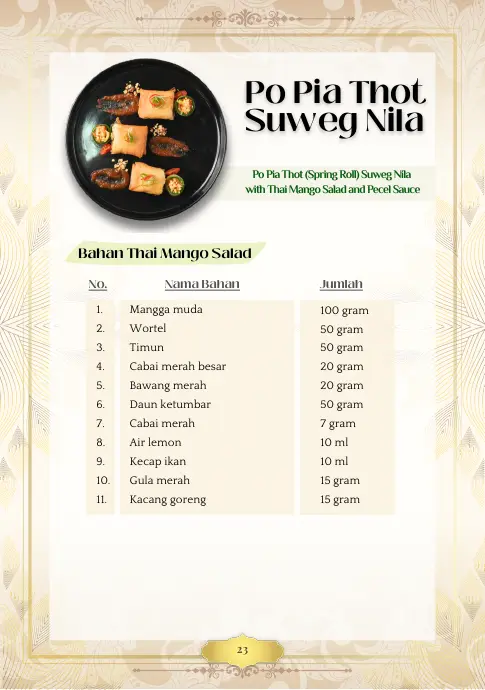 Po Pia Thot
Suweg Nila
Po Pia Thot (Spring Roll) Suweg Nila
with Thai Mango Salad and Pecel Sauce
Bahan Thai Mango Salad
No. Nama Bahan Jumlah
1. Mangga muda 100 gram
2. Wortel 50 gram
3. Timun 50 gram
4. Cabai merah besar 20 gram
5. Bawang merah 20 gram
6. Daun ketumbar 50 gram
7. Cabai merah 7 gram
8. Air lemon 10 ml
9. Kecap ikan 10 ml
10. Gula merah 15 gram
11. Kacang goreng 15 gram
23